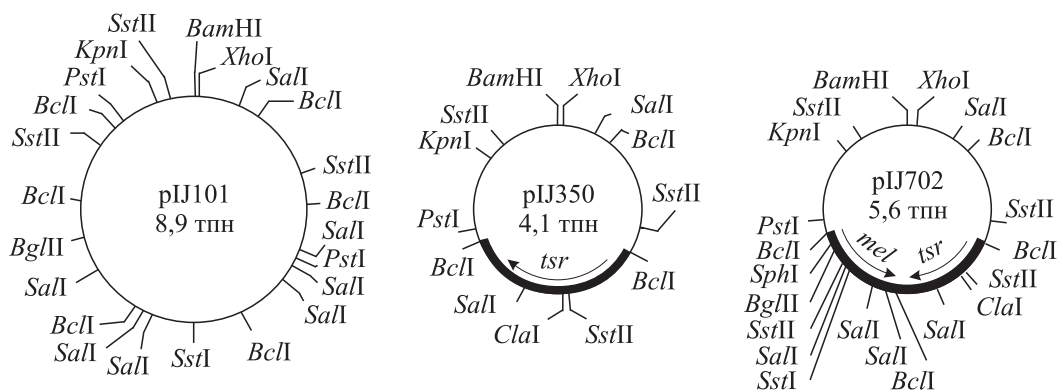 SstII
BamHI
KpnI
XhoI
PstI
SalI
BclI
BclI
SstII
SstII
BclI
BclI
BglII
SalI
PstI
SalI
SalI
SalI
BclI
SalI
SalI
SstI
BclI
pIJ101
8,9 тпн
BamHI
XhoI
SstII
SalI
KpnI
BclI
SstII
PstI
BclI
BclI
SalI
ClaI
SstII
pIJ350
4,1 тпн
tsr
BamHI
XhoI
SstII
SalI
KpnI
BclI
SstII
PstI
BclI
BclI
SphI
SstII
BglII
ClaI
SstII
SalI
SalI
SalI
SalI
SstI
BclI
pIJ702
5,6 тпн
mel
tsr